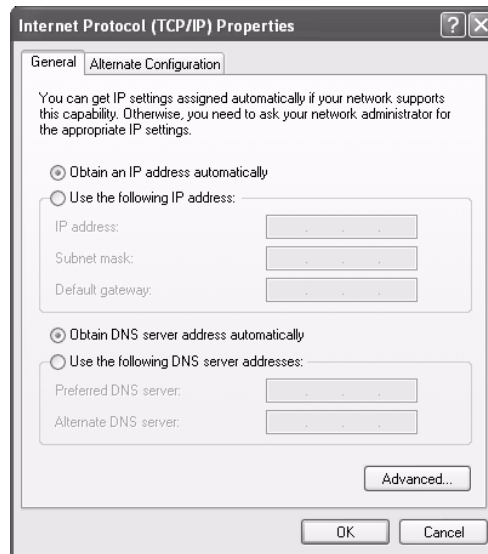 Internet Protocol (TCP/IP) Properties
General
Alternate Configuration
You can get IP settings assigned automatically if your network supports
this capability. Otherwise, you need to ask your network administrator for
the appropriate IP settings.
Obtain an IP address automatically
Use the following IP address:
IP address:
Subnet mask:
Default gateway:
Obtain DNS server address automatically
Use the following DNS server addresses:
Preferred DNS server:
Alternate DNS server:
Advanced...
OK
Cancel